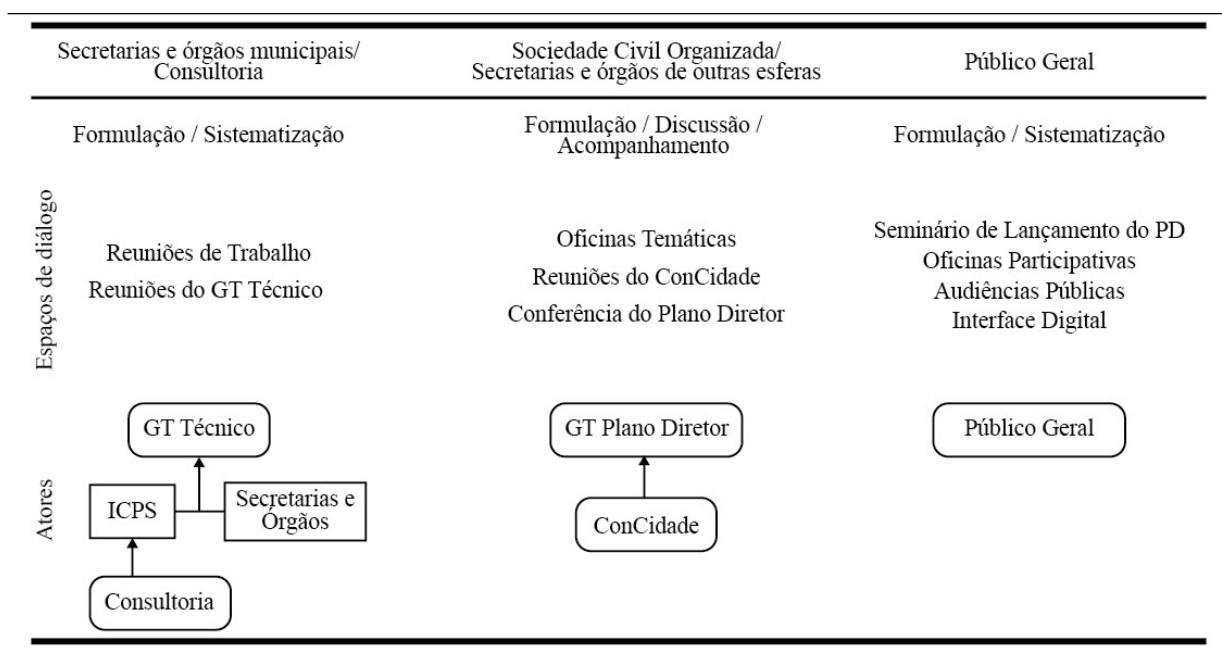 Secretarias e órgãos municipais/
Consultoria
Sociedade Civil Organizada/
Secretarias e órgãos de outras esferas
Público Geral
Formulação / Sistematização
Formulação / Discussão /
Acompanhamento
Formulação / Sistematização
Espaços de diálogo
Reuniões de Trabalho
Reuniões do GT Técnico
Oficinas Temáticas
Reuniões do ConCidade
Conferência do Plano Diretor
Seminário de Lançamento do PD
Oficinas Participativas
Audiências Públicas
Interface Digital
Atores
GT Técnico
ICPS
Secretarias e
Órgãos
Consultoria
GT Plano Diretor
ConCidade
Público Geral